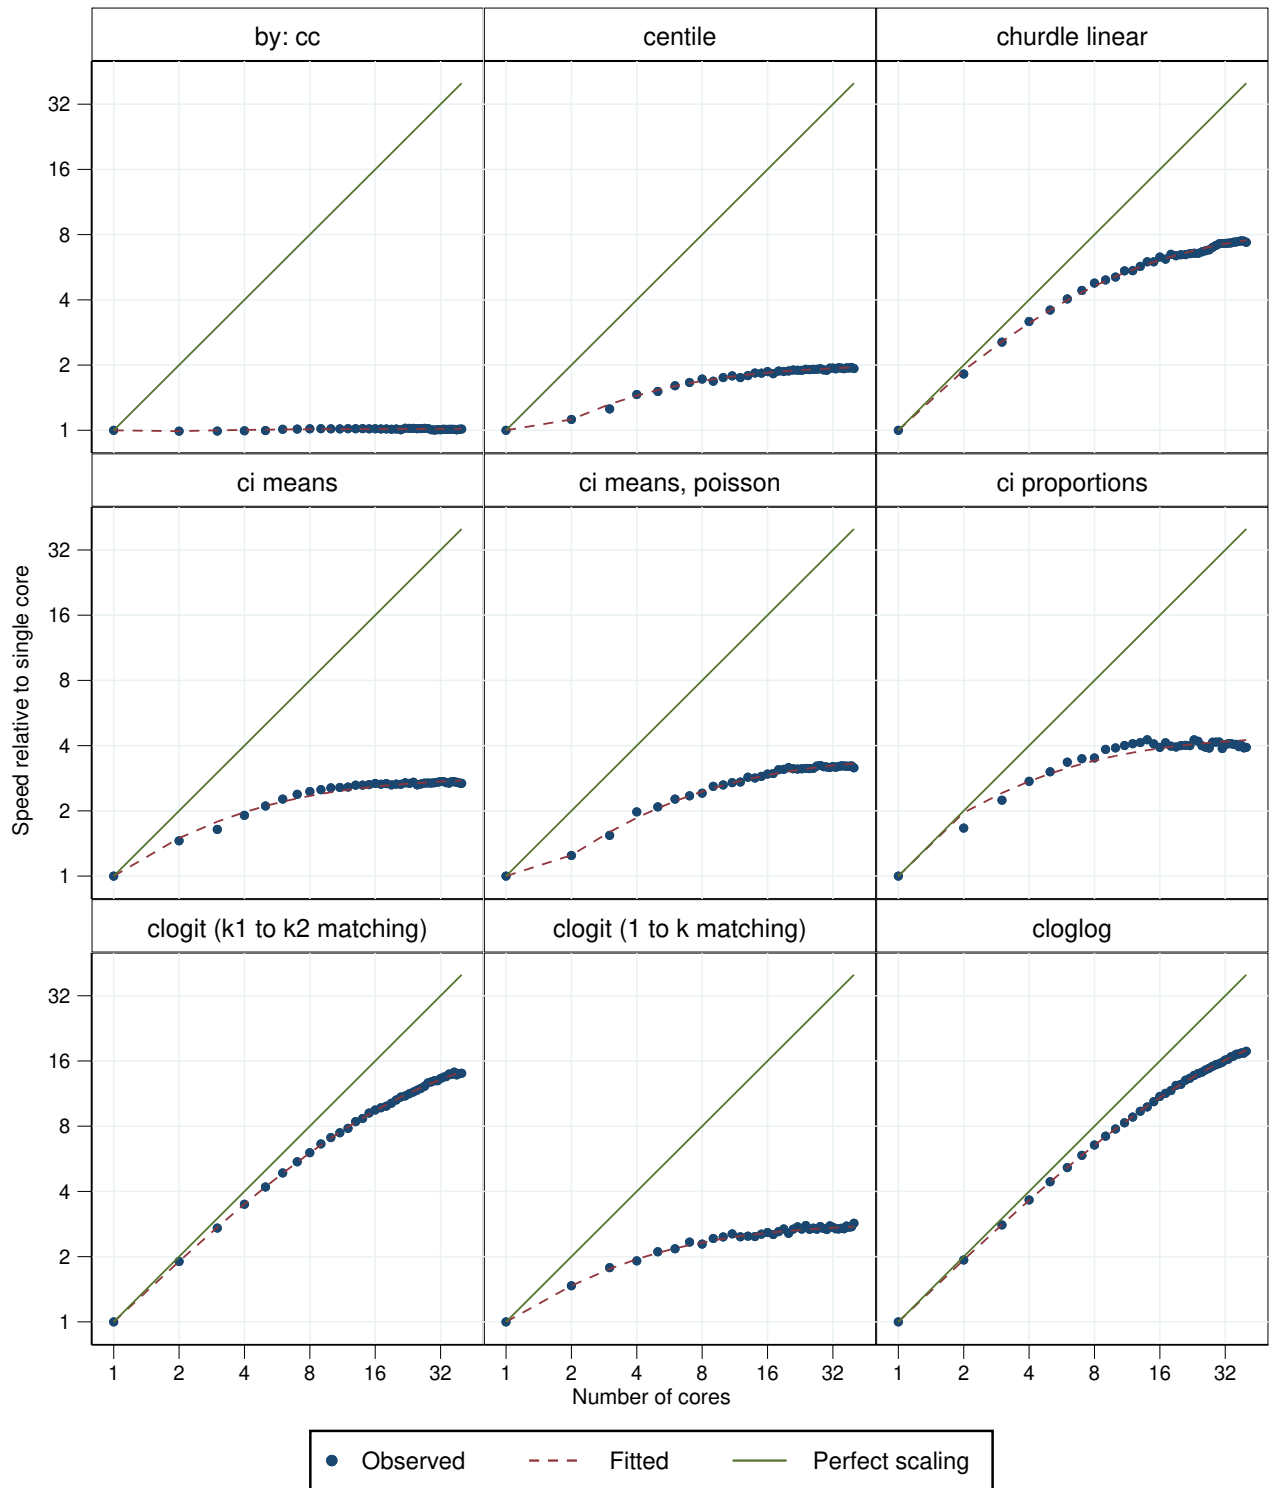 by: cc
centile
churdle linear
32
16
8
4
2
1
ci means
ci means, poisson
ci proportions
32
16
8
4
2
1
Speed relative to single core
clogit (k1 to k2 matching)
clogit (1 to k matching)
cloglog
32
16
8
4
2
1
1 2 4 8 16 32
1 2 4 8 16 32
1 2 4 8 16 32
Number of cores
Observed
Fitted
Perfect scaling